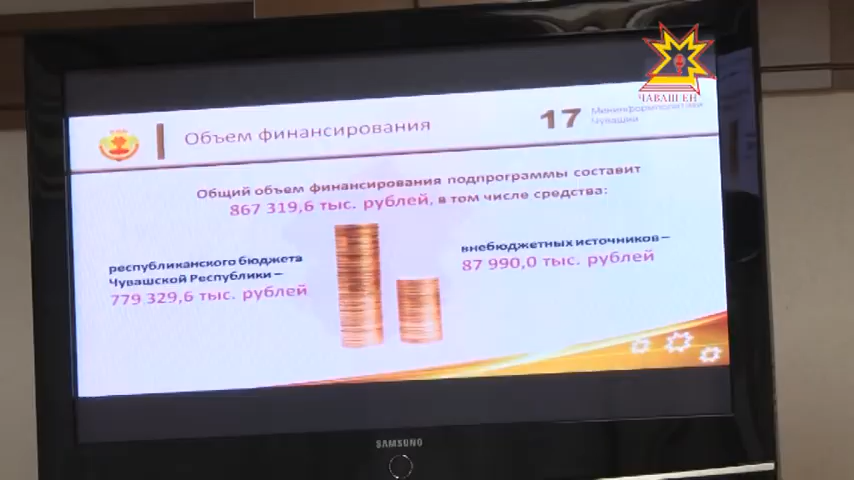 ЧӐВАШ ЕН
Объем финансирования
17
Мининформполитики
Чувашии
Общий объем финансирования подпрограммы составит
867 319,6 тыс. рублей, в том числе средства:
республиканского бюджета
Чувашской Республики –
779 329,6 тыс. рублей
внебюджетных источников –
87 990,0 тыс. рублей
SAMSUNG